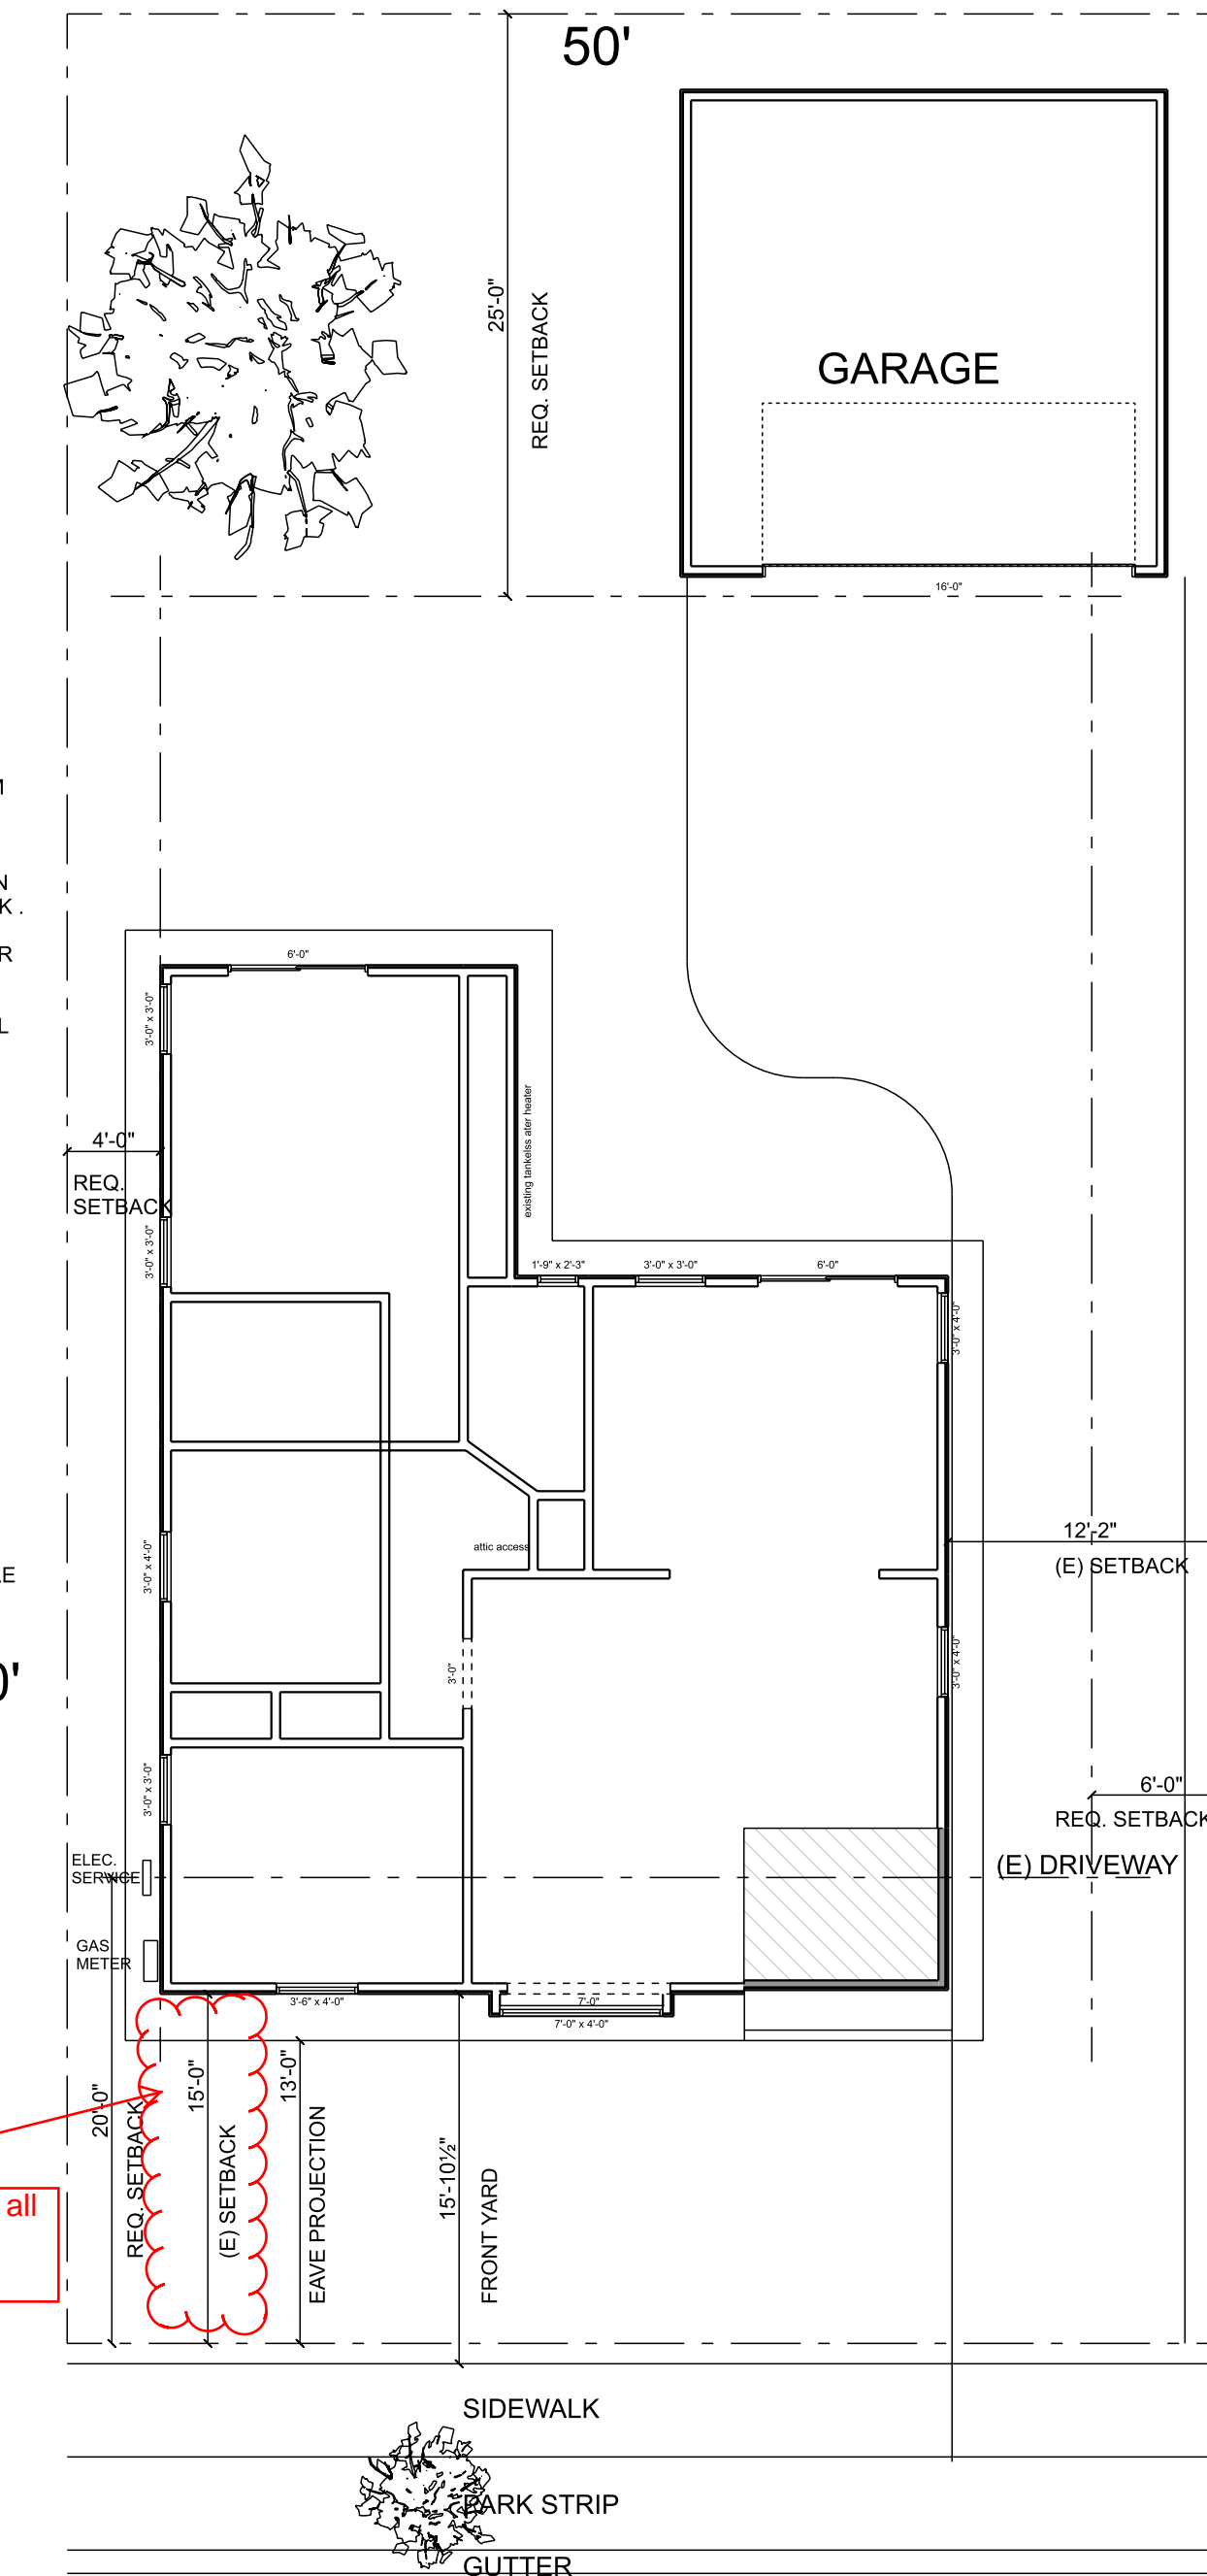 50'
25'-0"
REQ. SETBACK
GARAGE
16'-0"
M
N
K .
R
L
6'-0"
3'-0" x 3'-0"
existing tankelss ater heater
4'-0"
REQ.
SETBACK
3'-0" x 3'-0"
1'-9" x 2'-3"
3'-0" x 3'-0"
6'-0"
3'-0" x 4'-0"
attic access
3'-0" x 4'-0"
12'-2"
(E) SETBACK
LE
0'
3'-0"
3'-0" x 4'-0"
3'-0" x 3'-0"
6'-0"
REQ. SETBACK
(E) DRIVEWAY
ELEC.
SERVICE
GAS
METER
3'-6" x 4'-0"
7'-0"
7'-0" x 4'-0"
20'-0"
REQ. SETBACK
15'-0"
(E) SETBACK
13'-0"
EAVE PROJECTION
15'-10½"
FRONT YARD
all
SIDEWALK
PARK STRIP
GUTTER